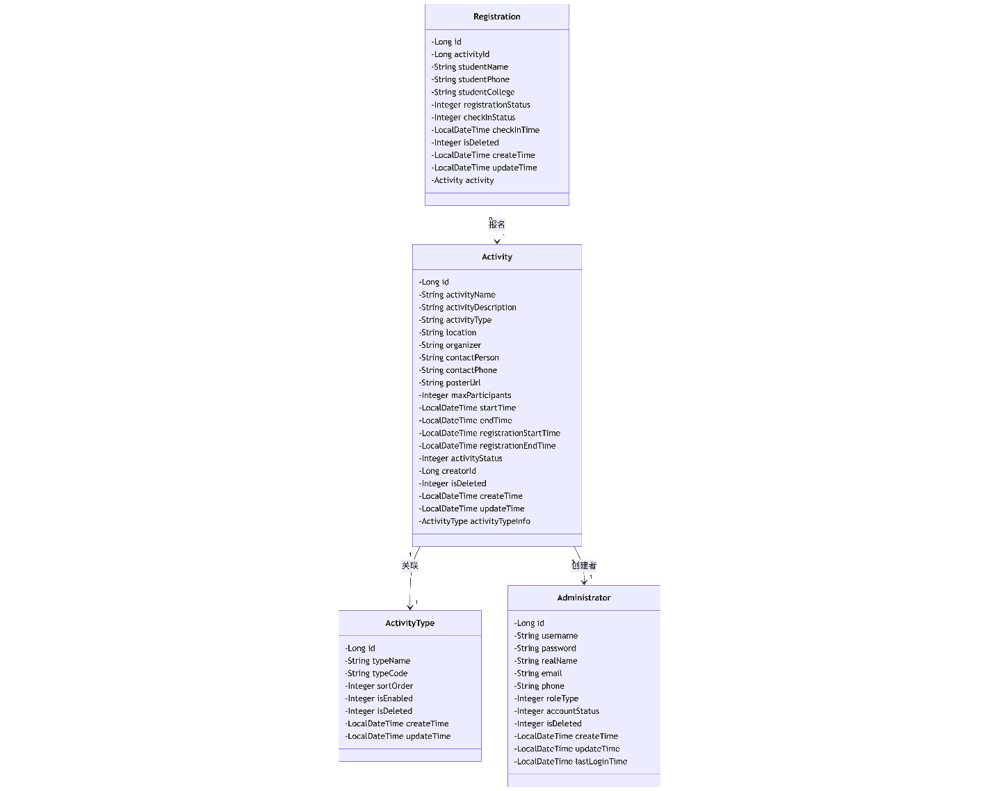 Registration
-Long id
-Long activityId
-String studentName
-String studentPhone
-String studentCollege
-Integer registrationStatus
-Integer checkInStatus
-LocalDateTime checkInTime
-Integer isDeleted
-LocalDateTime createTime
-LocalDateTime updateTime
-Activity activity
n
报名
1
Activity
-Long id
-String activityName
-String activityDescription
-String activityType
-String location
-String organizer
-String contactPerson
-String contactPhone
-String posterUrl
-Integer maxParticipants
-LocalDateTime startTime
-LocalDateTime endTime
-LocalDateTime registrationStartTime
-LocalDateTime registrationEndTime
-Integer activityStatus
-Long creatorId
-Integer isDeleted
-LocalDateTime createTime
-LocalDateTime updateTime
-ActivityType activityTypeInfo
1
关联
1
1
创建者
1
ActivityType
-Long id
-String typeName
-String typeCode
-Integer sortOrder
-Integer isEnabled
-Integer isDeleted
-LocalDateTime createTime
-LocalDateTime updateTime
Administrator
-Long id
-String username
-String password
-String realName
-String email
-String phone
-Integer roleType
-Integer accountStatus
-Integer isDeleted
-LocalDateTime createTime
-LocalDateTime updateTime
-LocalDateTime lastLoginTime